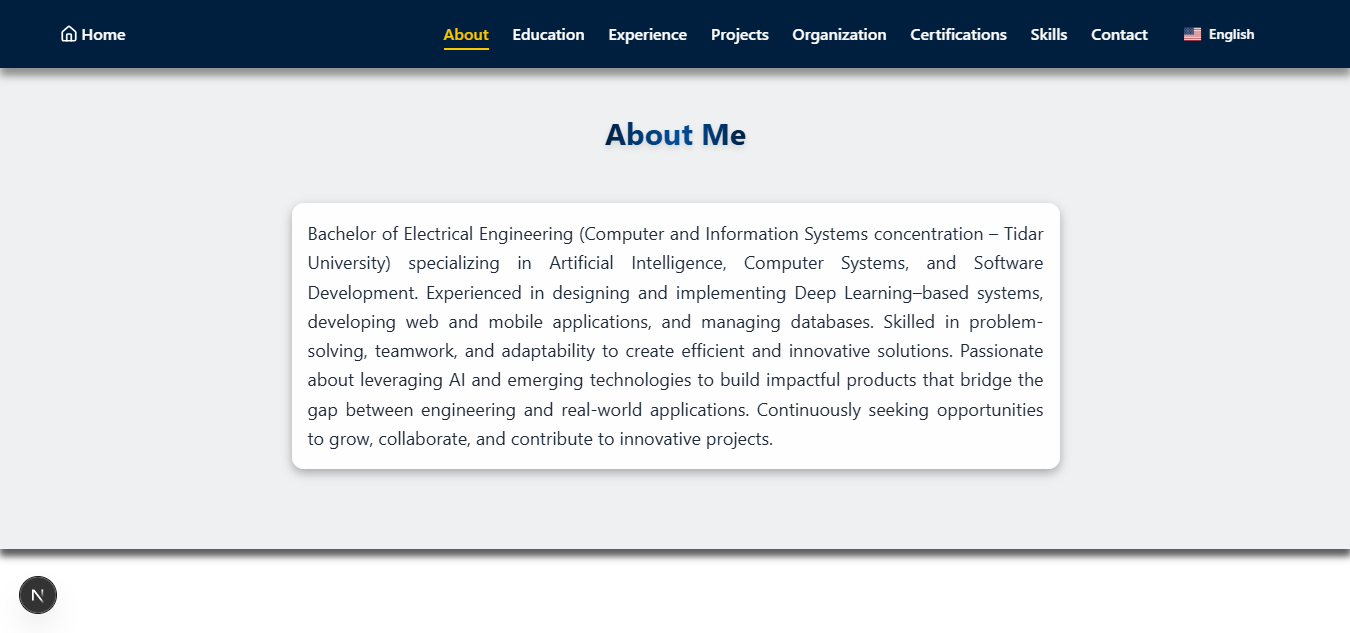 Home
About Education Experience Projects Organization Certifications Skills Contact English
About Me
Bachelor of Electrical Engineering (Computer and Information Systems concentration – Tidar
University) specializing in Artificial Intelligence, Computer Systems, and Software
Development. Experienced in designing and implementing Deep Learning–based systems,
developing web and mobile applications, and managing databases. Skilled in problem-
solving, teamwork, and adaptability to create efficient and innovative solutions. Passionate
about leveraging AI and emerging technologies to build impactful products that bridge the
gap between engineering and real-world applications. Continuously seeking opportunities
to grow, collaborate, and contribute to innovative projects.
N